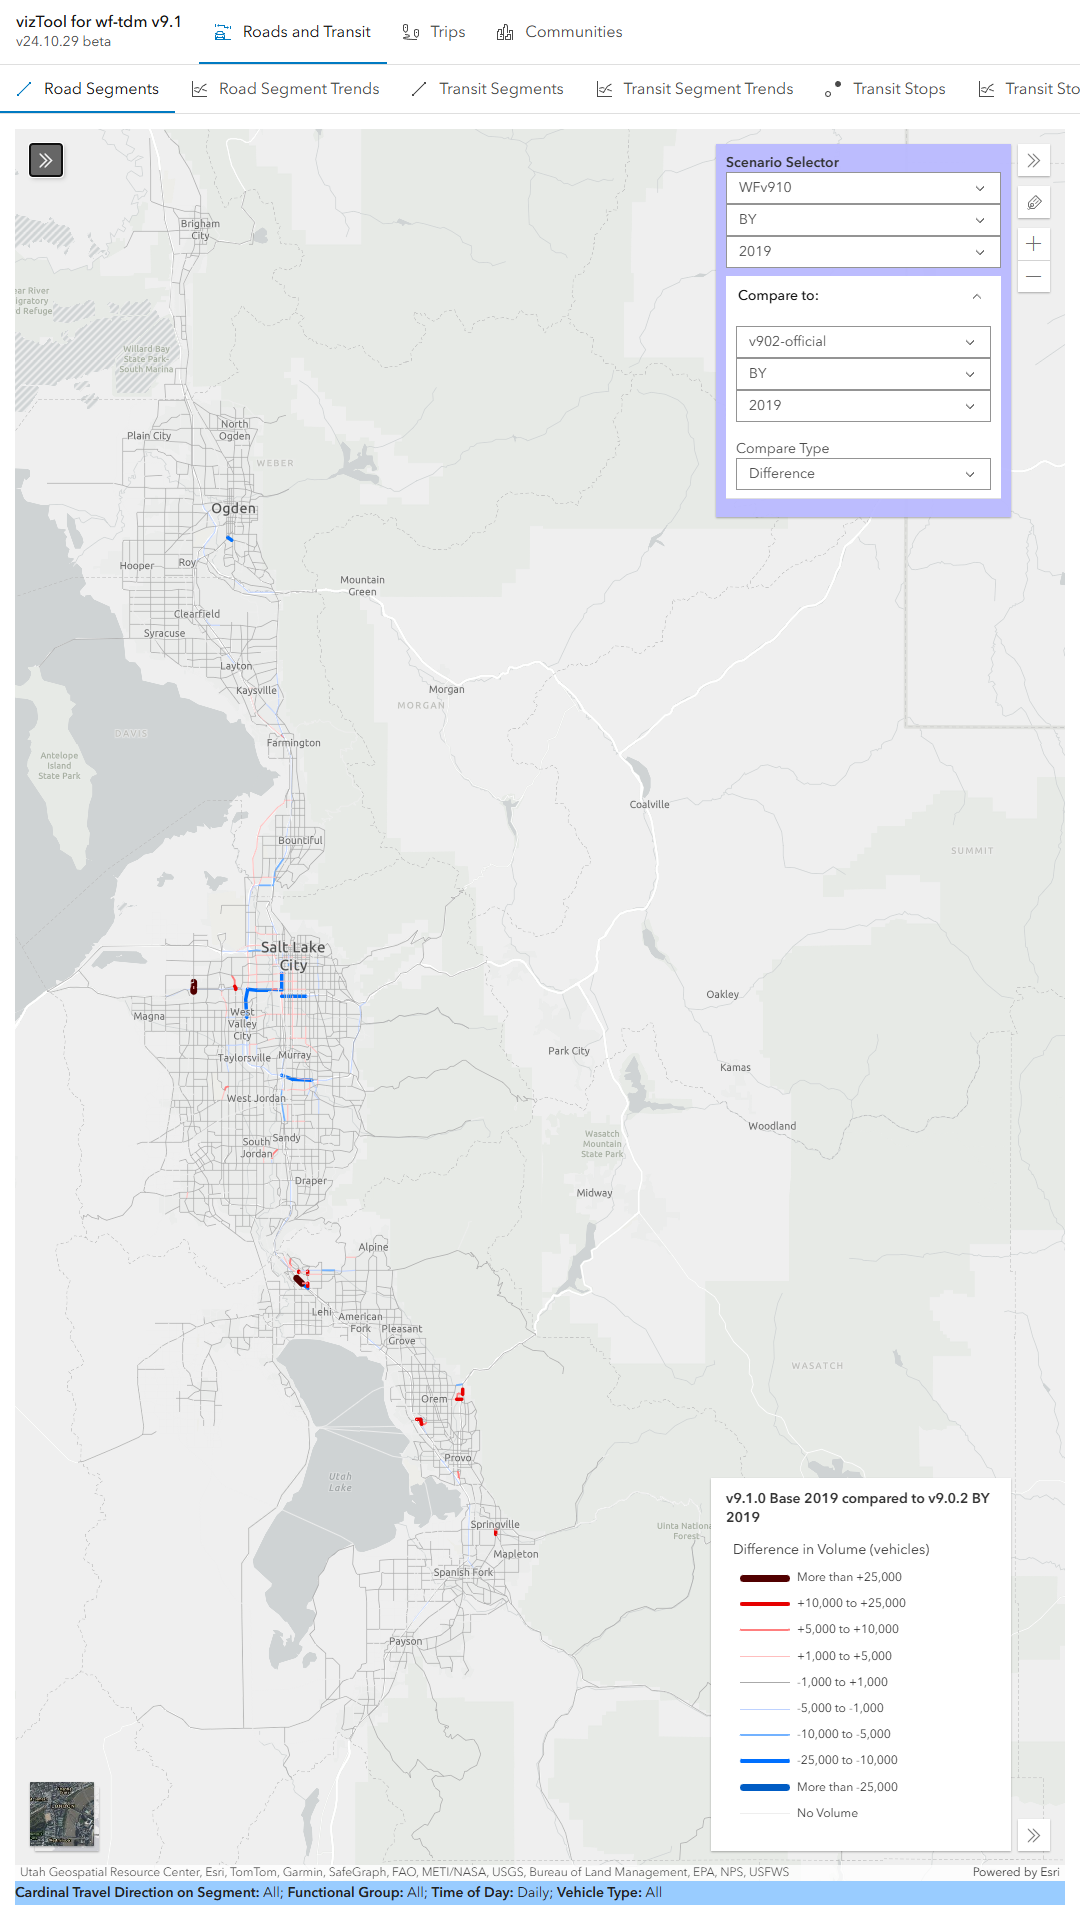 vizTool for wf-tdm v9.1
v24.10.29 beta
Roads and Transit
Trips
Communities
Road Segments
Road Segment Trends
Transit Segments
Transit Segment Trends
Transit Stops
Transit Sto
Scenario Selector
WFv910
BY
2019
Compare to:
v902-official
BY
2019
Compare Type
Difference
Brigham
City
ear River
igratory
d Refuge
Willard Bay
State Park-
South Marina
North
Ogden
Plain City
WEBER
Ogden
Hooper
Roy
Mountain
Green
Clearfield
Syracuse
Layton
Kaysville
Morgan
MORGAN
DAVIS
Farmington
Antelope
Island
State Park
Coalville
Bountiful
SUMMIT
Salt Lake
City
Oakley
Magna
West
Valley
City
Park City
Taylorsville
Murray
Kamas
West Jordan
Woodland
South
Jordan
Sandy
Wasatch
Mountain
State Park
Draper
Midway
Alpine
Lehi
American
Fork
Pleasant
Grove
WASATCH
Orem
Provo
Utah
Lake
Springville
Uinta Nationa
Forest
Mapleton
Spanish Fork
Payson
v9.1.0 Base 2019 compared to v9.0.2 BY
2019
Difference in Volume (vehicles)
More than +25,000
+10,000 to +25,000
+5,000 to +10,000
+1,000 to +5,000
-1,000 to +1,000
-5,000 to -1,000
-10,000 to -5,000
-25,000 to -10,000
More than -25,000
No Volume
Utah Geospatial Resource Center, Esri, TomTom, Garmin, SafeGraph, FAO, METI/NASA, USGS, Bureau of Land Management, EPA, NPS, USFWS
Powered by Esri
Cardinal Travel Direction on Segment: All; Functional Group: All; Time of Day: Daily; Vehicle Type: All